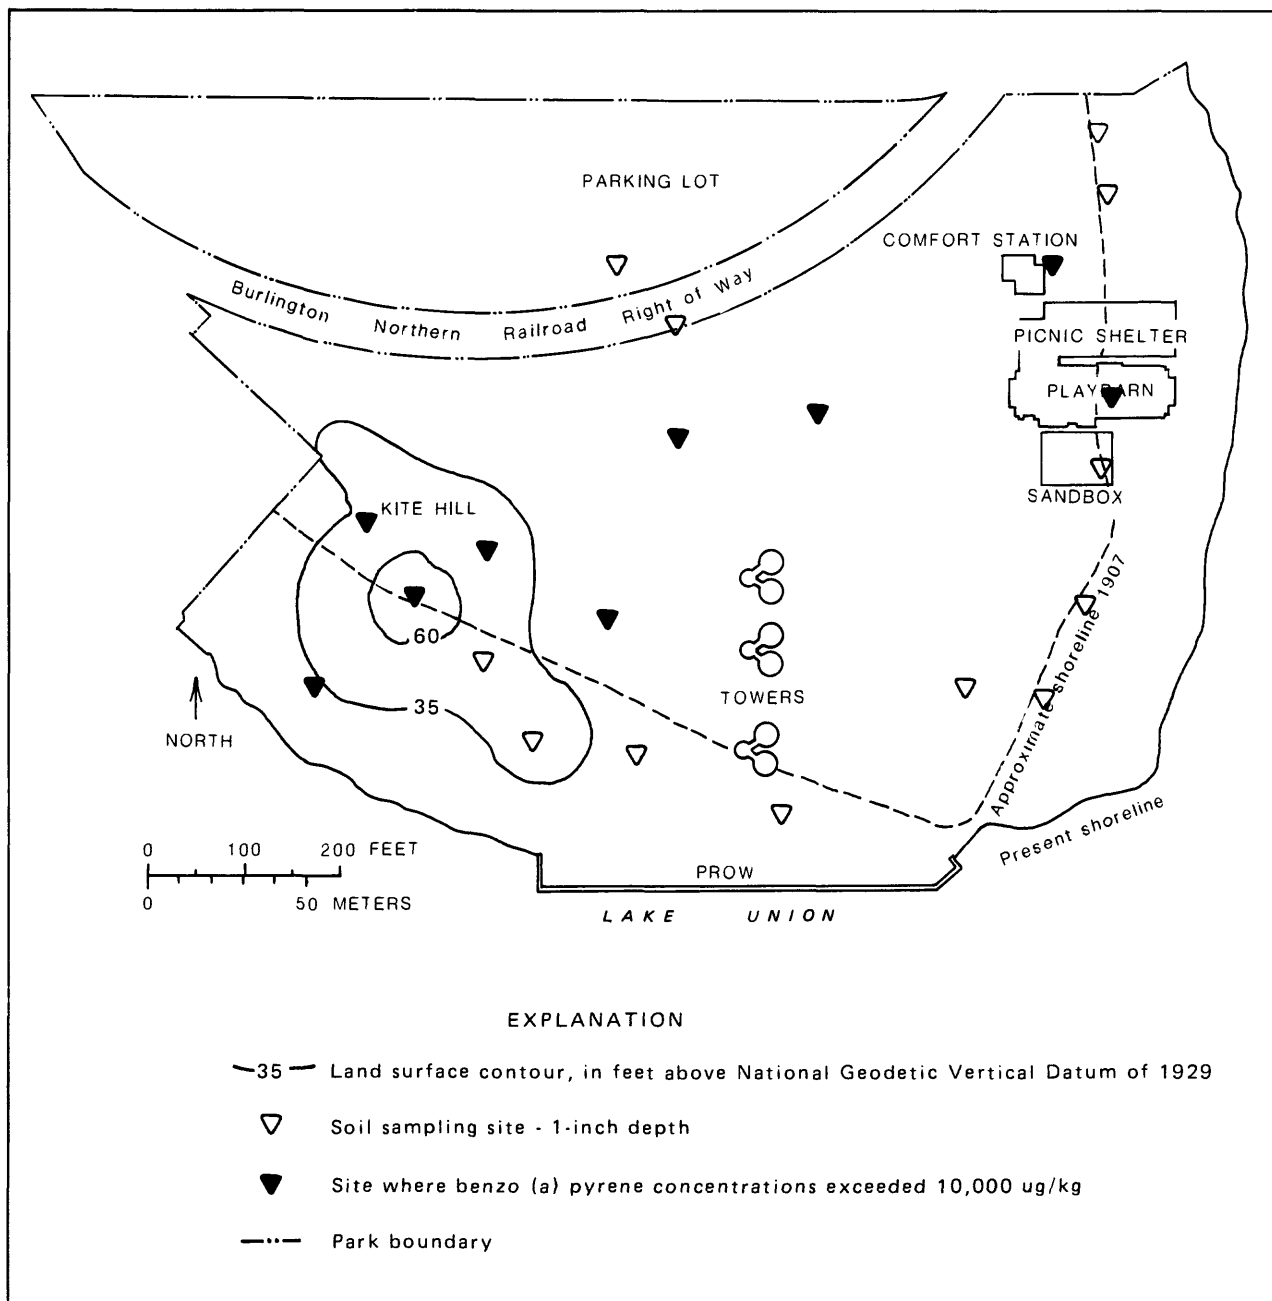 PARKING LOT
COMFORT STATION
Burlington Northern Railroad Right of Way
PICNIC SHELTER
PLAYBARN
SANDBOX
KITE HILL
60
35
TOWERS
NORTH
Approximate shoreline 1907
Present shoreline
0 100 200 FEET
0 50 METERS
PROW
LAKE UNION
EXPLANATION
35 Land surface contour, in feet above National Geodetic Vertical Datum of 1929
Soil sampling site - 1-inch depth
Site where benzo (a) pyrene concentrations exceeded 10,000 ug/kg
Park boundary